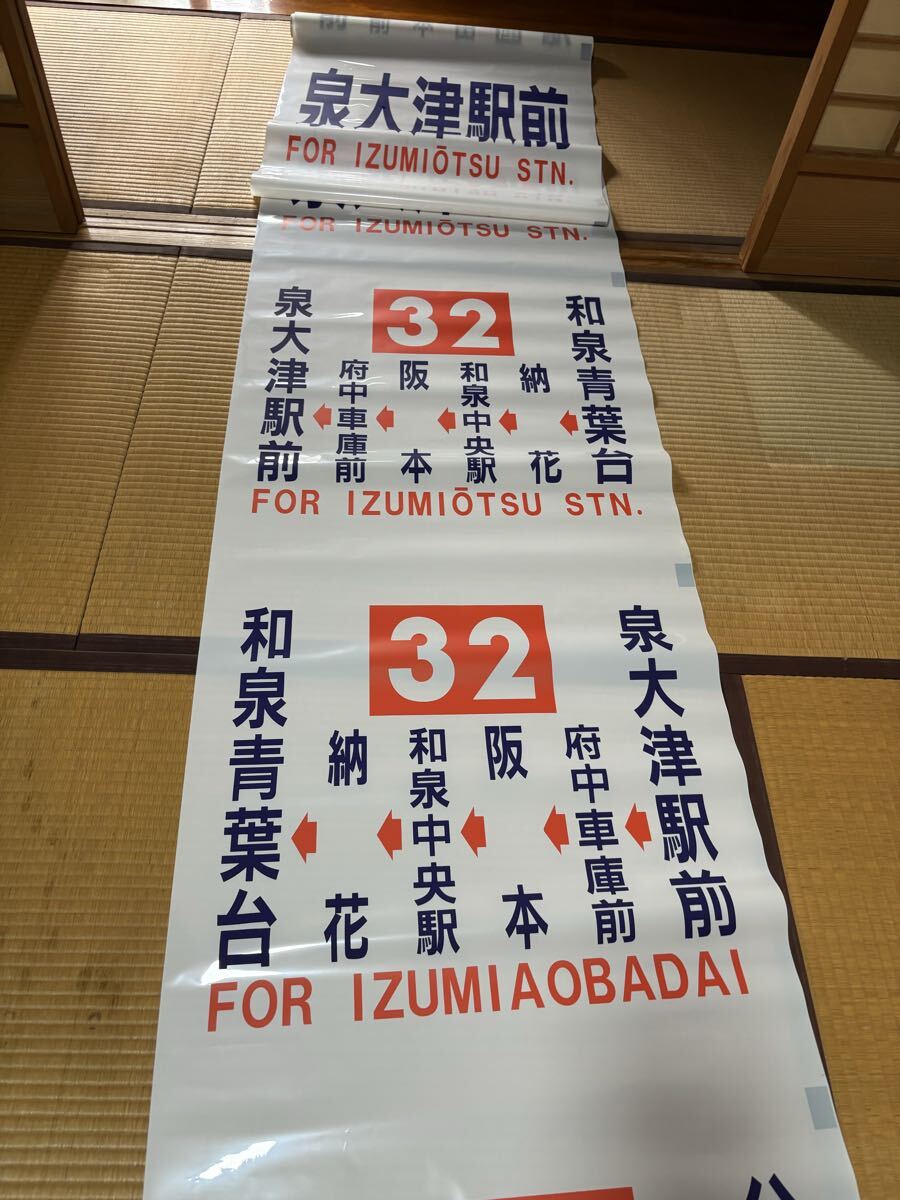 泉大津駅前
FOR IZUMIŌTSU STN.
FOR IZUMIŌTSU STN.
32
和泉青葉台
納花
和泉中央駅
阪本
府中車庫前
泉大津駅前
FOR IZUMIŌTSU STN.
32
泉大津駅前
府中車庫前
阪本
和泉中央駅
納花
和泉青葉台
FOR IZUMIAOBADAI